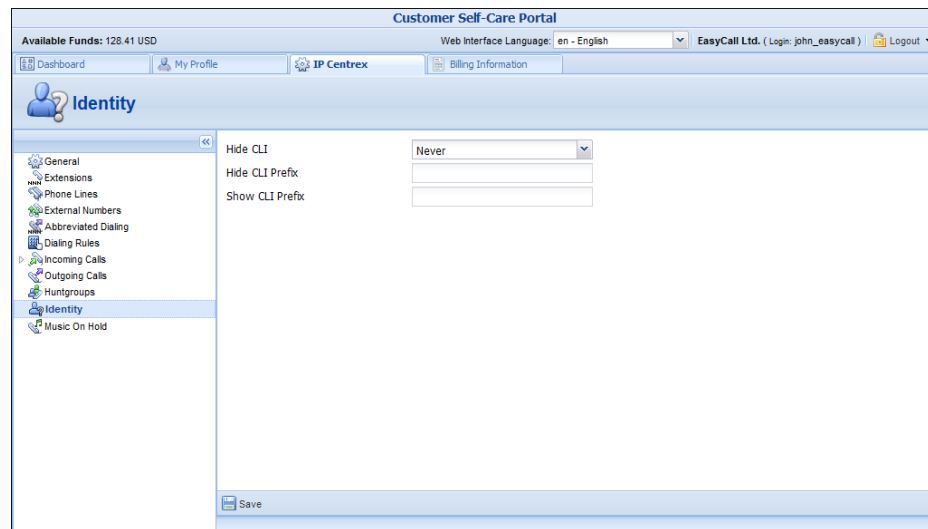 Customer Self-Care Portal
Available Funds: 128.41 USD Web Interface Language: en - English EasyCall Ltd. ( Login: john_easycall ) Logout
Dashboard My Profile IP Centrex Billing Information
Identity
General
Extensions
Phone Lines
External Numbers
Abbreviated Dialing
Dialing Rules
Incoming Calls
Outgoing Calls
Huntgroups
Identity
Music On Hold
Hide CLI Never
Hide CLI Prefix
Show CLI Prefix
Save